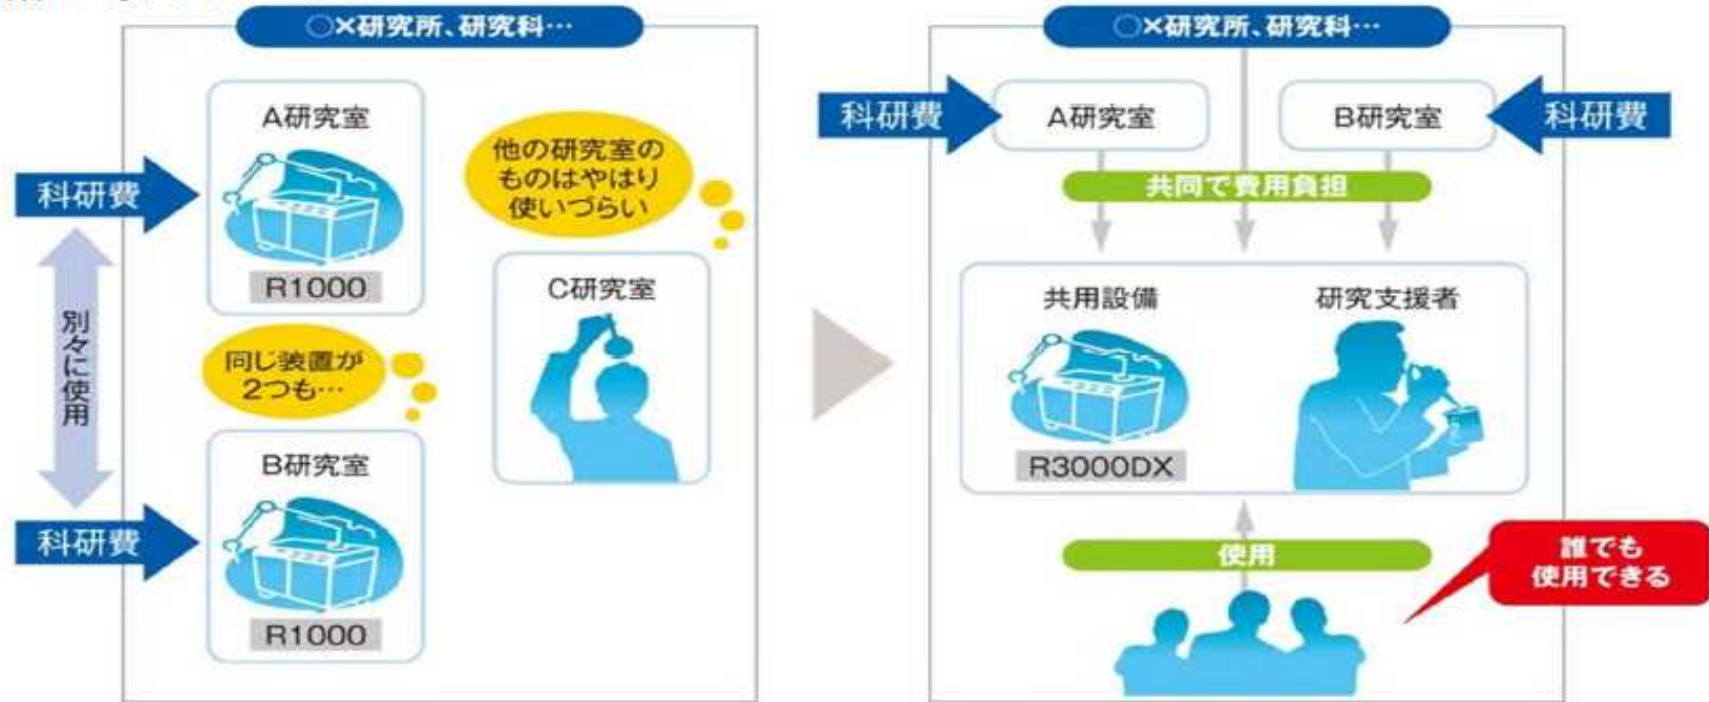 ○×研究所、研究科…
A研究室
科研費
R1000
他の研究室の
ものはやはり
使いづらい
C研究室
別々に使用
同じ装置が
2つも…
B研究室
科研費
R1000
○×研究所、研究科…
科研費
A研究室
B研究室
科研費
共同で費用負担
共用設備
研究支援者
R3000DX
使用
誰でも
使用できる